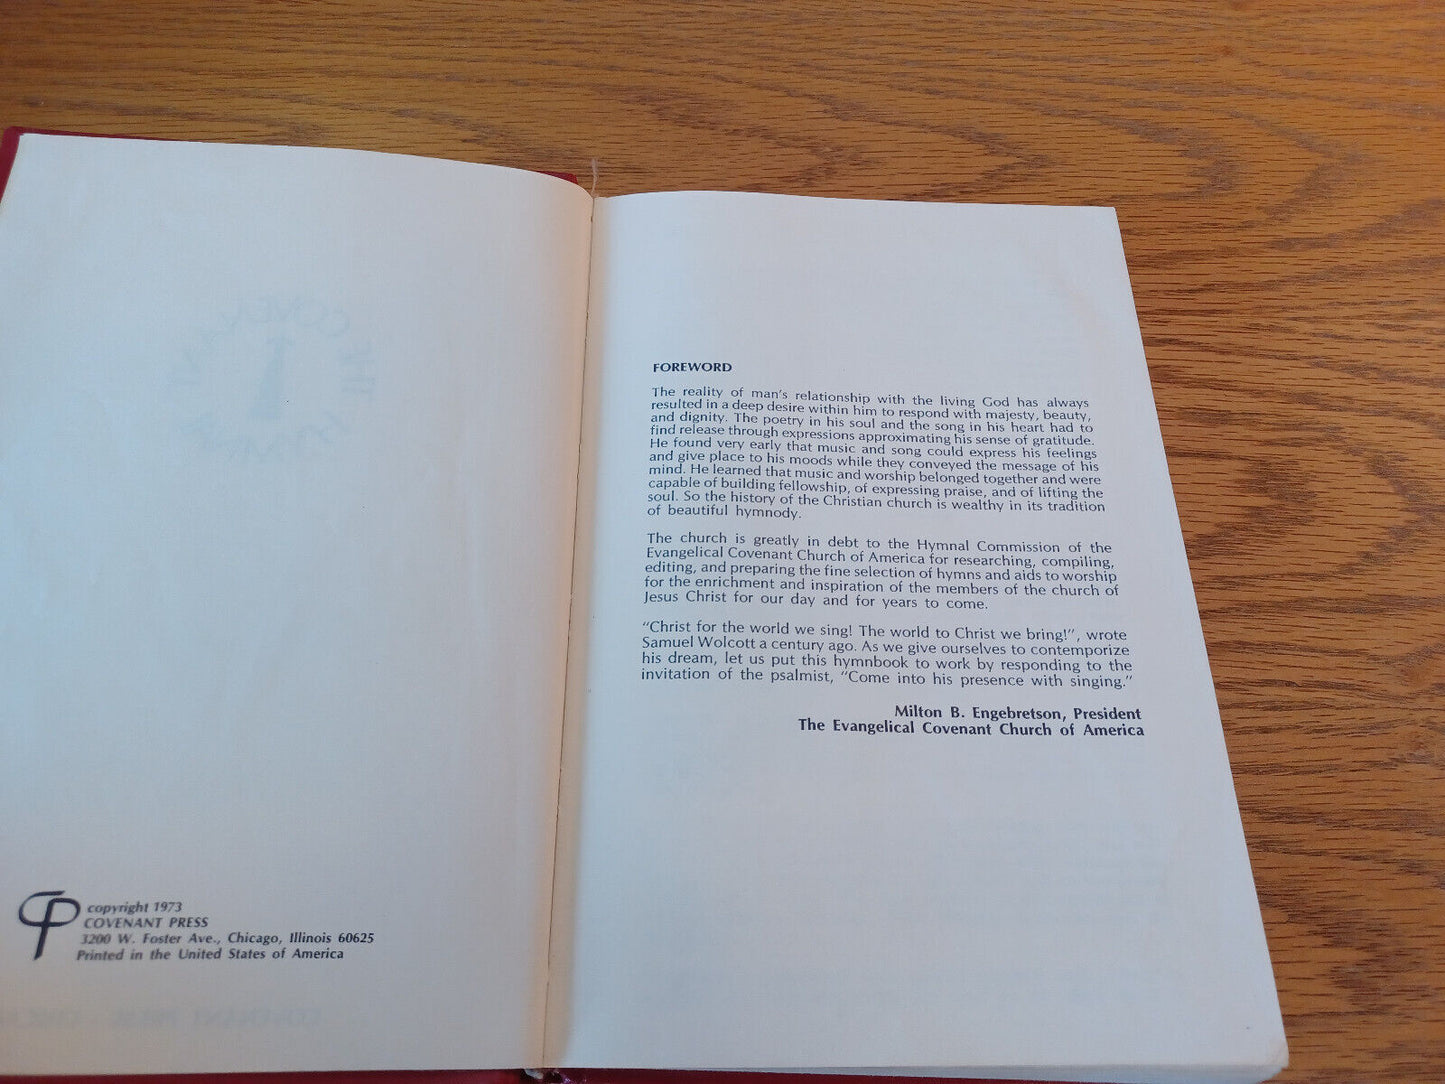 copyright 1973
COVENANT PRESS
3200 W. Foster Ave., Chicago, Illinois 60625
Printed in the United States of America
FOREWORD
The reality of man's relationship with the living God has always
resulted in a deep desire within him to respond with majesty, beauty,
and dignity. The poetry in his soul and the song in his heart had to
find release through expressions approximating his sense of gratitude.
He found very early that music and song could express his feelings
and give place to his moods while they conveyed the message of his
mind. He learned that music and worship belonged together and were
capable of building fellowship, of expressing praise, and of lifting the
soul. So the history of the Christian church is wealthy in its tradition
of beautiful hymnody.
The church is greatly in debt to the Hymnal Commission of the
Evangelical Covenant Church of America for researching, compiling,
editing, and preparing the fine selection of hymns and aids to worship
for the enrichment and inspiration of the members of the church of
Jesus Christ for our day and for years to come.
"Christ for the world we sing! The world to Christ we bring!", wrote
Samuel Wolcott a century ago. As we give ourselves to contemporize
his dream, let us put this hymnbook to work by responding to the
invitation of the psalmist, "Come into his presence with singing."
Milton B. Engebretson, President
The Evangelical Covenant Church of America